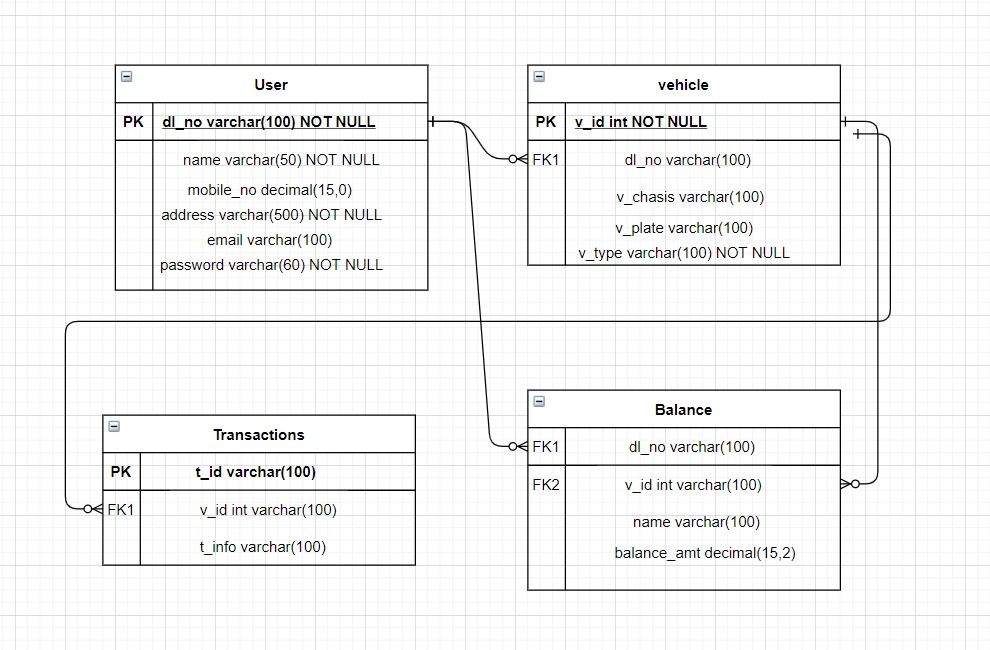 User
PK dl_no varchar(100) NOT NULL
name varchar(50) NOT NULL
mobile_no decimal(15,0)
address varchar(500) NOT NULL
email varchar(100)
password varchar(60) NOT NULL
vehicle
PK v_id int NOT NULL
FK1 dl_no varchar(100)
v_chasis varchar(100)
v_plate varchar(100)
v_type varchar(100) NOT NULL
Transactions
PK t_id varchar(100)
FK1 v_id int varchar(100)
t_info varchar(100)
Balance
FK1 dl_no varchar(100)
FK2 v_id int varchar(100)
name varchar(100)
balance_amt decimal(15,2)